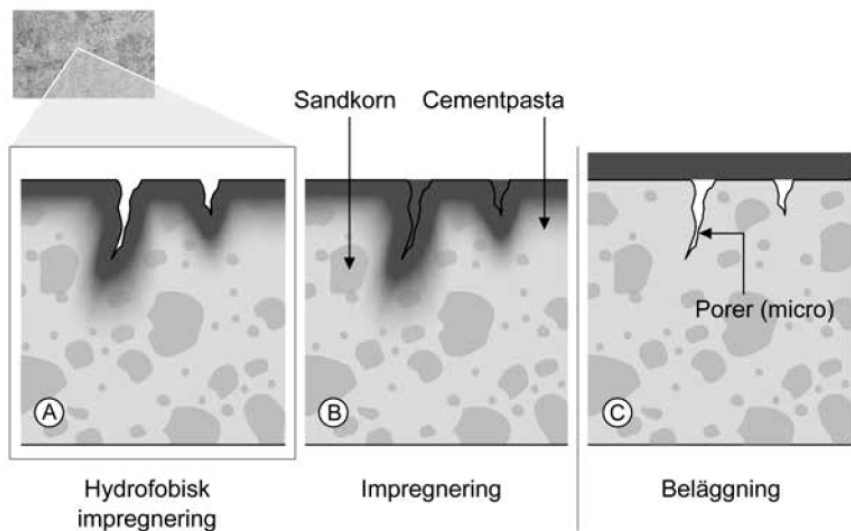 Sandkorn
Cementpasta
Porer (micro)
A
B
C
Hydrofobisk
impregnering
Impregnering
Beläggning